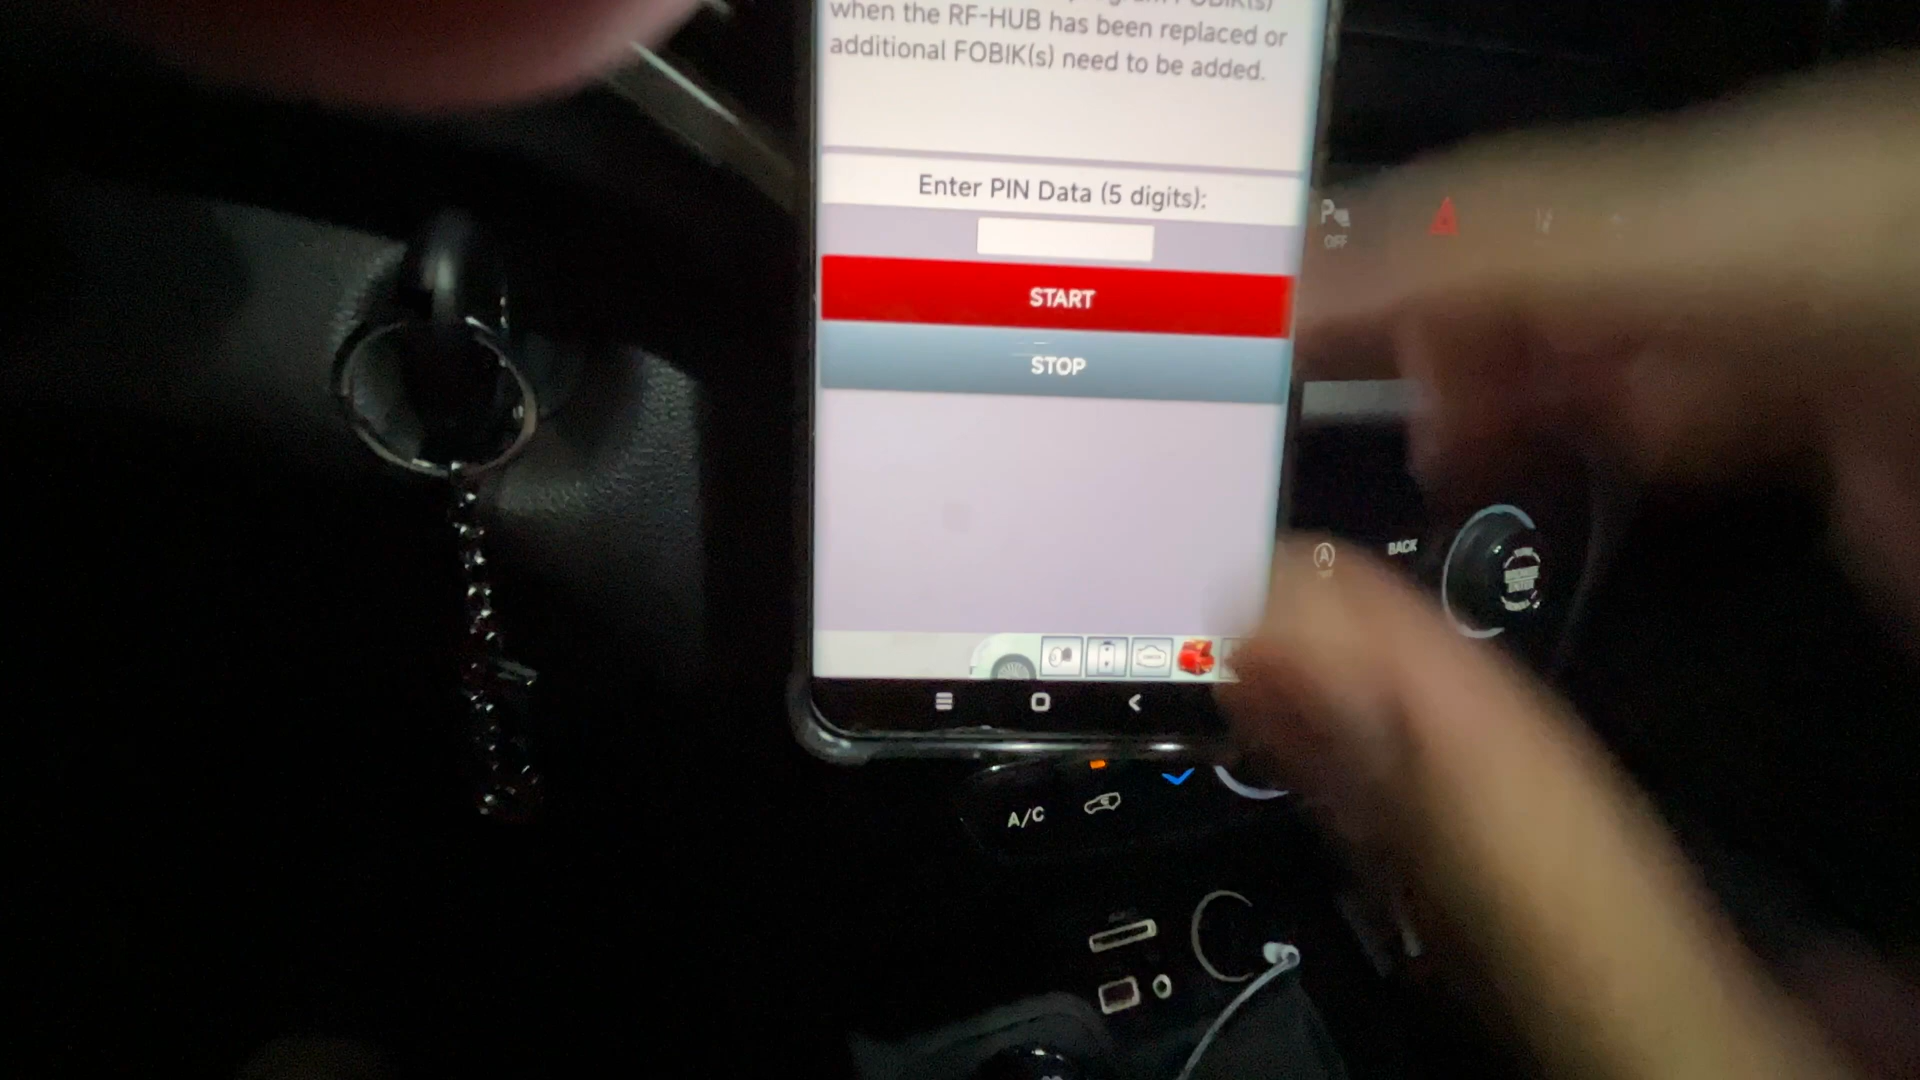 FOBIK(s)
when the RF-HUB has been replaced or
additional FOBIK(s) need to be added.
Enter PIN Data (5 digits):
OFF
START
STOP
BACK
A
A/C